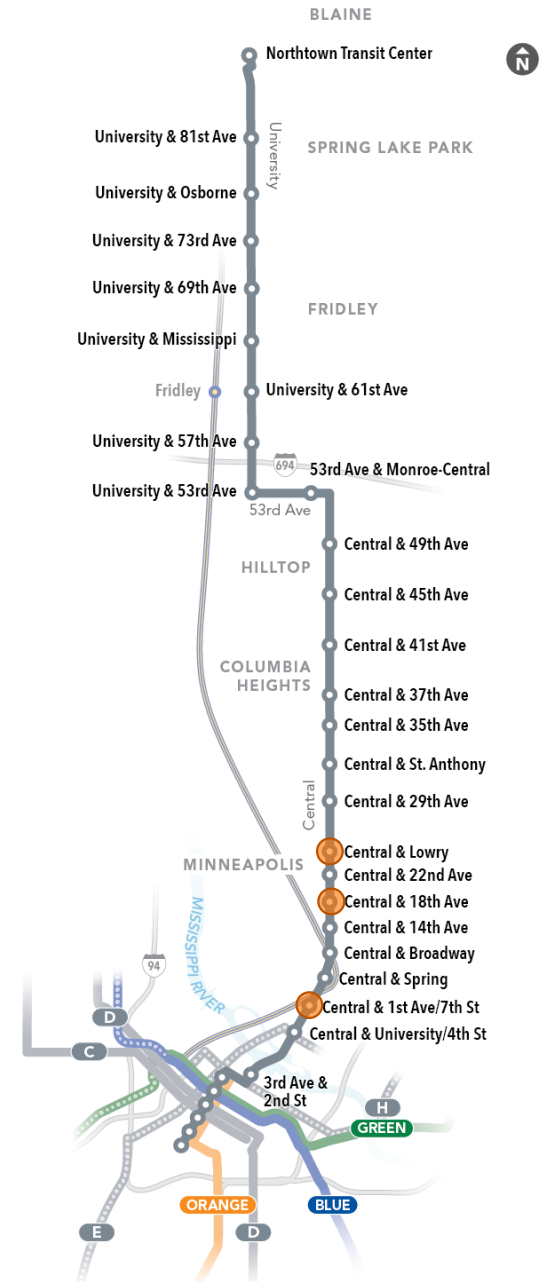 BLAINE
Northtown Transit Center
N
University & 81st Ave
University
SPRING LAKE PARK
University & Osborne
University & 73rd Ave
University & 69th Ave
FRIDLEY
University & Mississippi
Fridley
University & 61st Ave
University & 57th Ave
694
53rd Ave & Monroe-Central
University & 53rd Ave
53rd Ave
Central & 49th Ave
HILLTOP
Central & 45th Ave
Central & 41st Ave
COLUMBIA
HEIGHTS
Central & 37th Ave
Central & 35th Ave
Central & St. Anthony
Central
Central & 29th Ave
Central & Lowry
MINNEAPOLIS
Central & 22nd Ave
Central & 18th Ave
Central & 14th Ave
MISSISSIPPI RIVER
Central & Broadway
94
Central & Spring
Central & 1st Ave/7th St
D
Central & University/4th St
C
3rd Ave &
2nd St
H
GREEN
ORANGE
BLUE
E
D